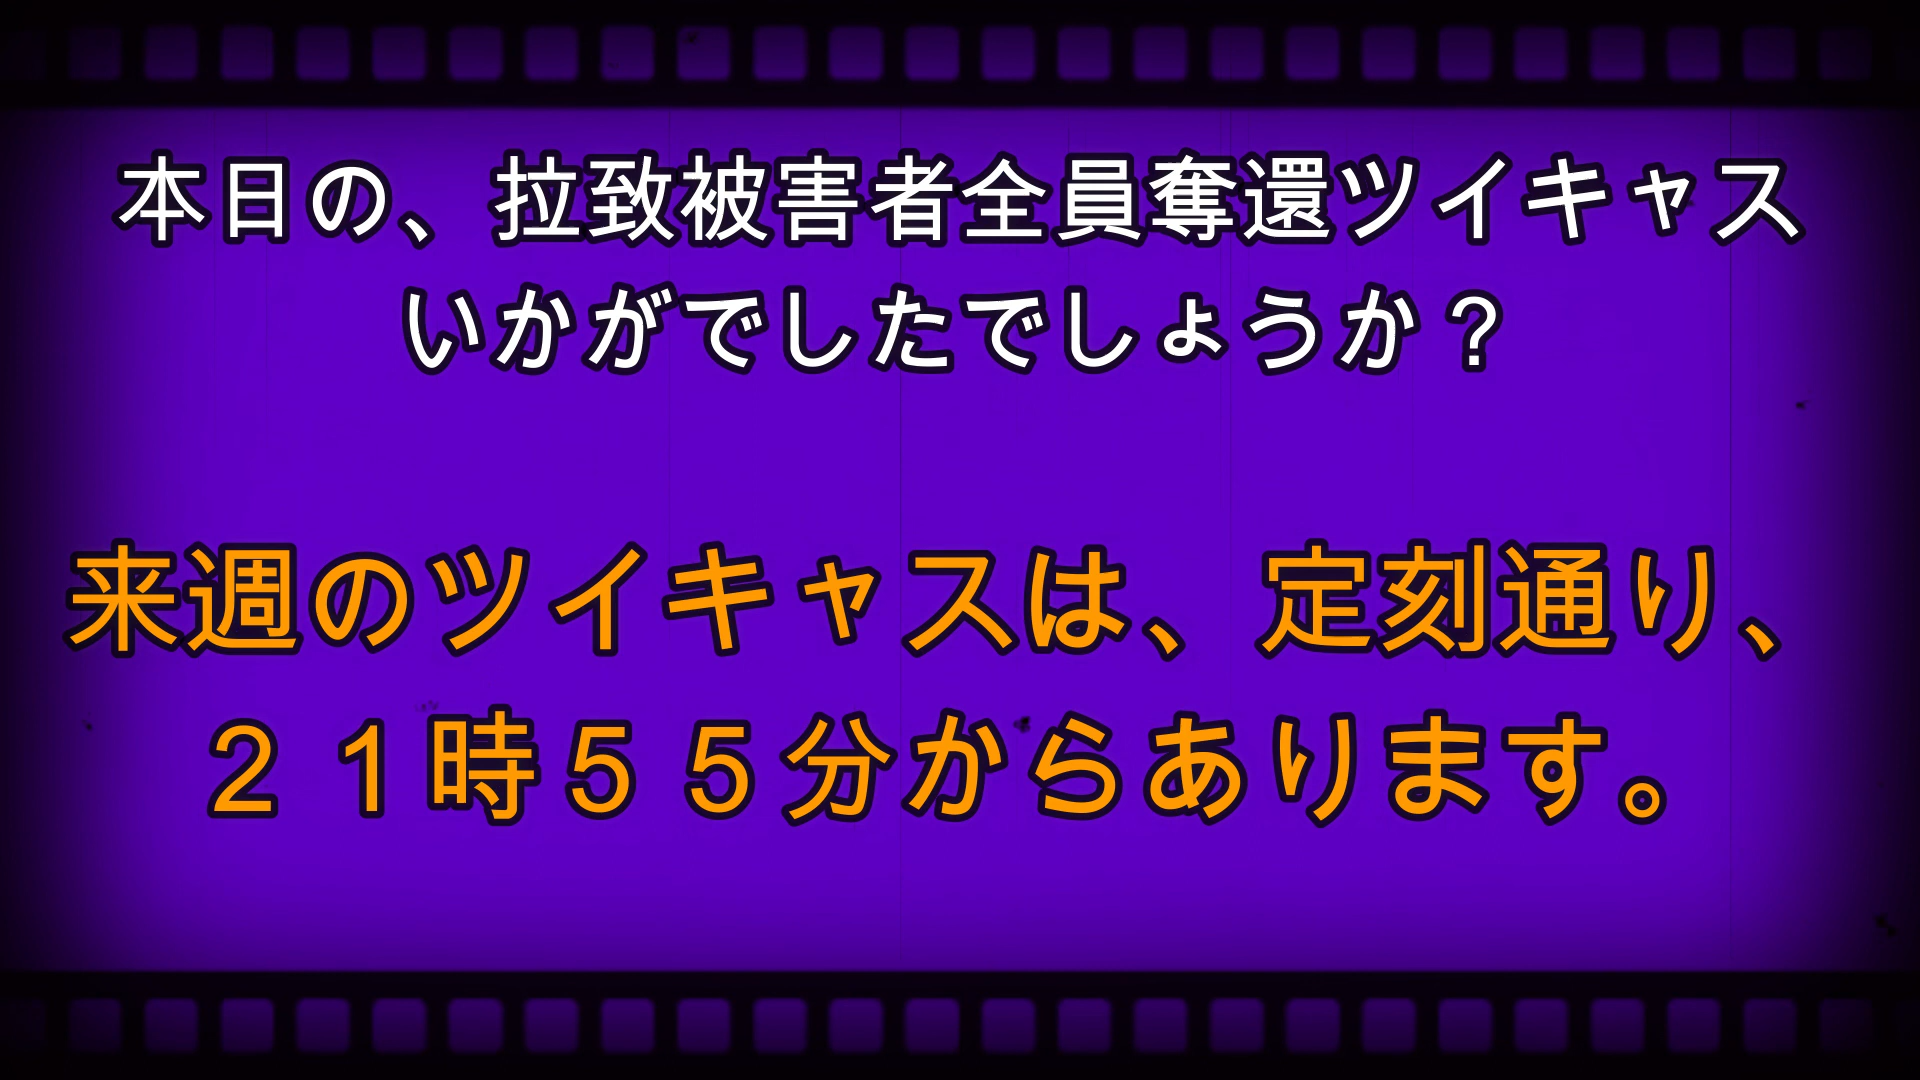 本日の、拉致被害者全員奪還ツイキャス
いかがでしたでしょうか？
来週のツイキャスは、定刻通り、
２１時５５分からあります。